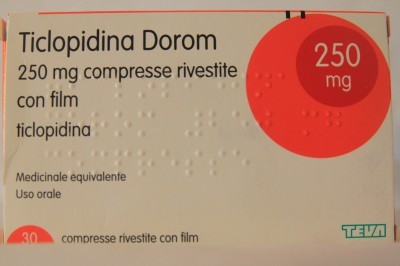 Ticlopidina Dorom
250 mg compresse rivestite
con film
ticlopidina
250
mg
Medicinale equivalente
Uso orale
30 compresse rivestite con film
TEVA